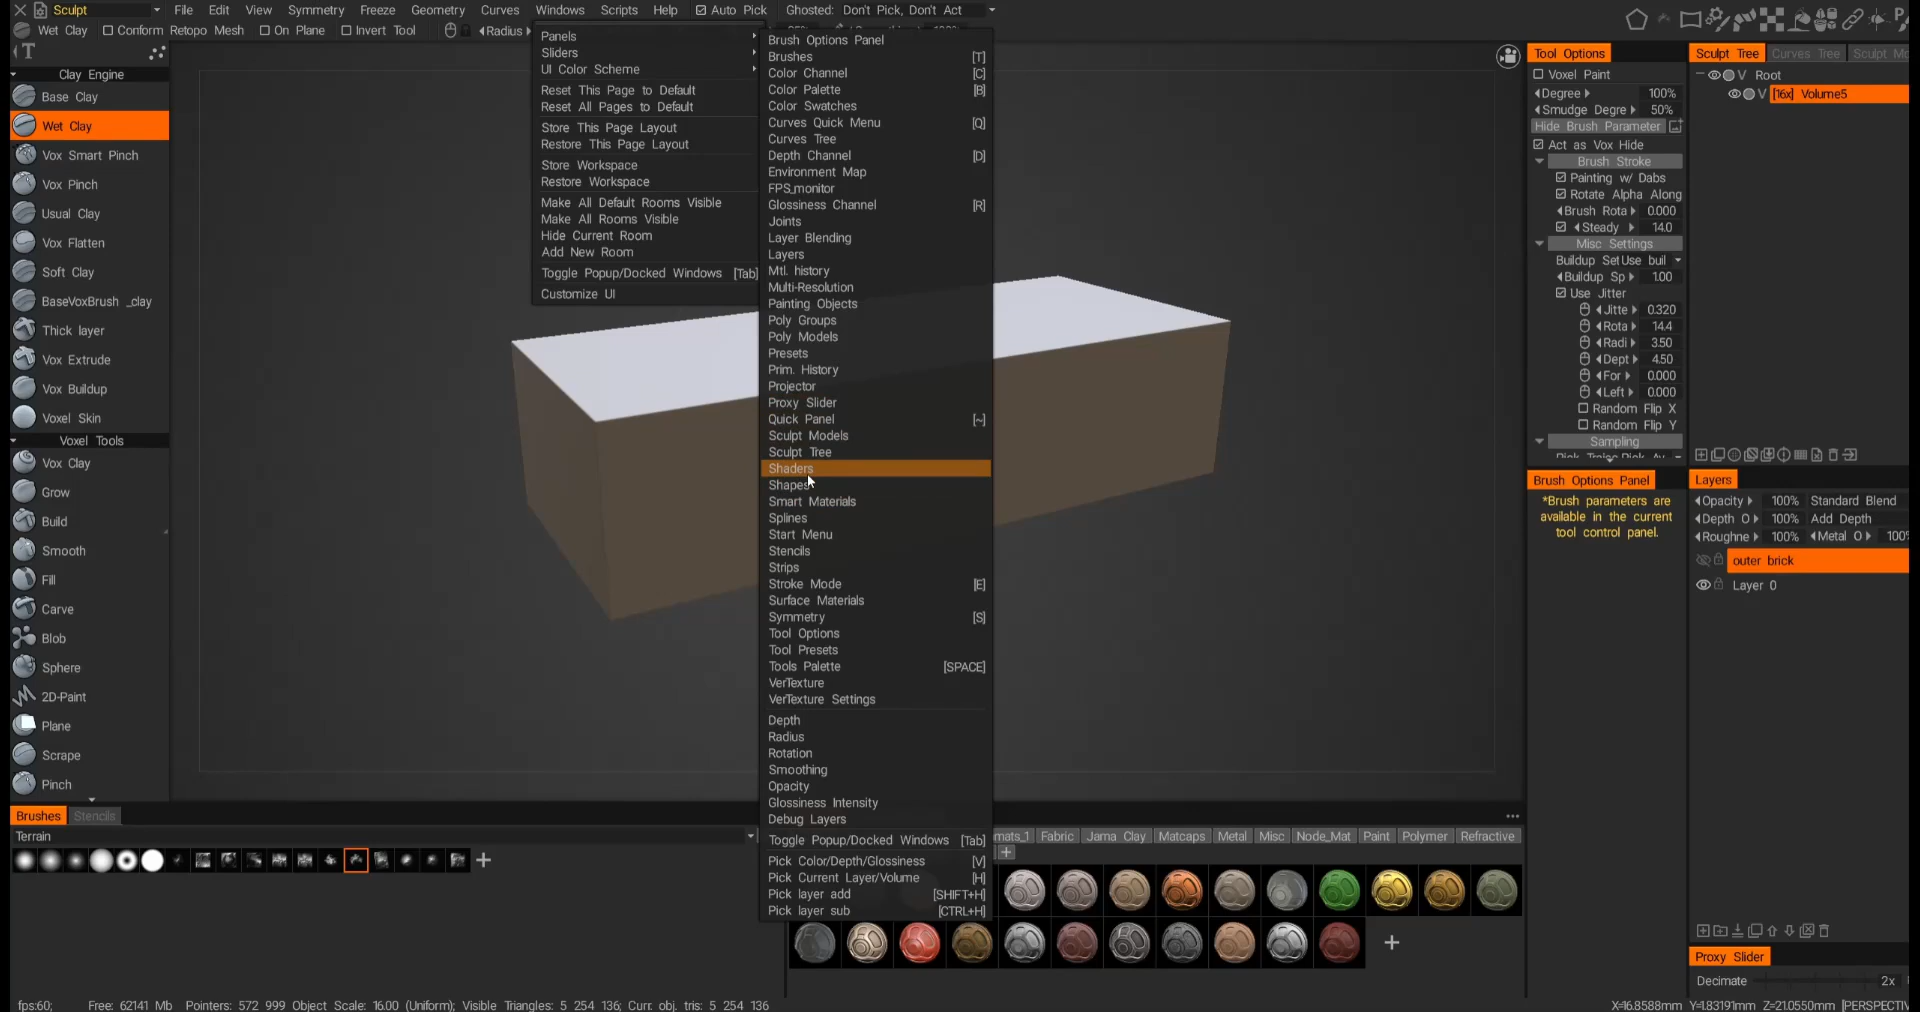 Sculpt File Edit View Symmetry Freeze Geometry Curves Windows Scripts Help Auto Pick Ghosted: Don't Pick, Don't Act
Wet Clay Conform Retopo Mesh On Plane Invert Tool Radius
T
Clay Engine
Base Clay
Wet Clay
Vox Smart Pinch
Vox Pinch
Usual Clay
Vox Flatten
Soft Clay
BaseVoxBrush _clay
Thick layer
Vox Extrude
Vox Buildup
Voxel Skin
Voxel Tools
Vox Clay
Grow
Build
Smooth
Fill
Carve
Blob
Sphere
2D-Paint
Plane
Scrape
Pinch
Panels
Sliders
UI Color Scheme
Reset This Page to Default
Reset All Pages to Default
Store This Page Layout
Restore This Page Layout
Store Workspace
Restore Workspace
Make All Default Rooms Visible
Make All Rooms Visible
Hide Current Room
Add New Room
Toggle Popup/Docked Windows [Tab]
Customize UI
Brush Options Panel
Brushes [T]
Color Channel [C]
Color Palette [B]
Color Swatches
Curves Quick Menu [Q]
Curves Tree
Depth Channel [D]
Environment Map
FPS_monitor
Glossiness Channel [R]
Joints
Layer Blending
Layers
Mtl. history
Multi-Resolution
Painting Objects
Poly Groups
Poly Models
Presets
Prim. History
Projector
Proxy Slider
Quick Panel [~]
Sculpt Models
Sculpt Tree
Shaders
Shapes
Smart Materials
Splines
Start Menu
Stencils
Strips
Stroke Mode [E]
Surface Materials
Symmetry [S]
Tool Options
Tool Presets
Tools Palette [SPACE]
VerTexture
VerTexture Settings
Depth
Radius
Rotation
Smoothing
Opacity
Glossiness Intensity
Debug Layers
Toggle Popup/Docked Windows [Tab]
Pick Color/Depth/Glossiness [V]
Pick Current Layer/Volume [H]
Pick layer add [SHIFT+H]
Pick layer sub [CTRL+H]
Tool Options
Voxel Paint
Degree 100%
Smudge Degre 50%
Hide Brush Parameter
Act as Vox Hide
Brush Stroke
Painting w/ Dabs
Rotate Alpha Along
Brush Rota 0.000
Steady 14.0
Misc Settings
Buildup SetUse buil
Buildup Sp 1.00
Use Jitter
Jitte 0.320
Rota 14.4
Radi 3.50
Dept 4.50
For 0.000
Left 0.000
Random Flip X
Random Flip Y
Sampling
Brush Options Panel
*Brush parameters are
available in the current
tool control panel.
Sculpt Tree Curves Tree Sculpt Mo
V Root
V [16x] Volume5
Layers
Opacity 100% Standard Blend
Depth O 100% Add Depth
Roughne 100% Metal O 100%
outer brick
Layer 0
Proxy Slider
Decimate 2x
Brushes Stencils
Terrain
mats_1 Fabric Jama Clay Matcaps Metal Misc Node_Mat Paint Polymer Refractive
fps:60; Free: 62141 Mb Pointers: 572 999 Object Scale: 16.00 (Uniform); Visible Triangles: 5 254 136; Curr. obj. tris: 5 254 136 X=16.8588mm Y=1.83191mm Z=21.0550mm [PERSPECTIV